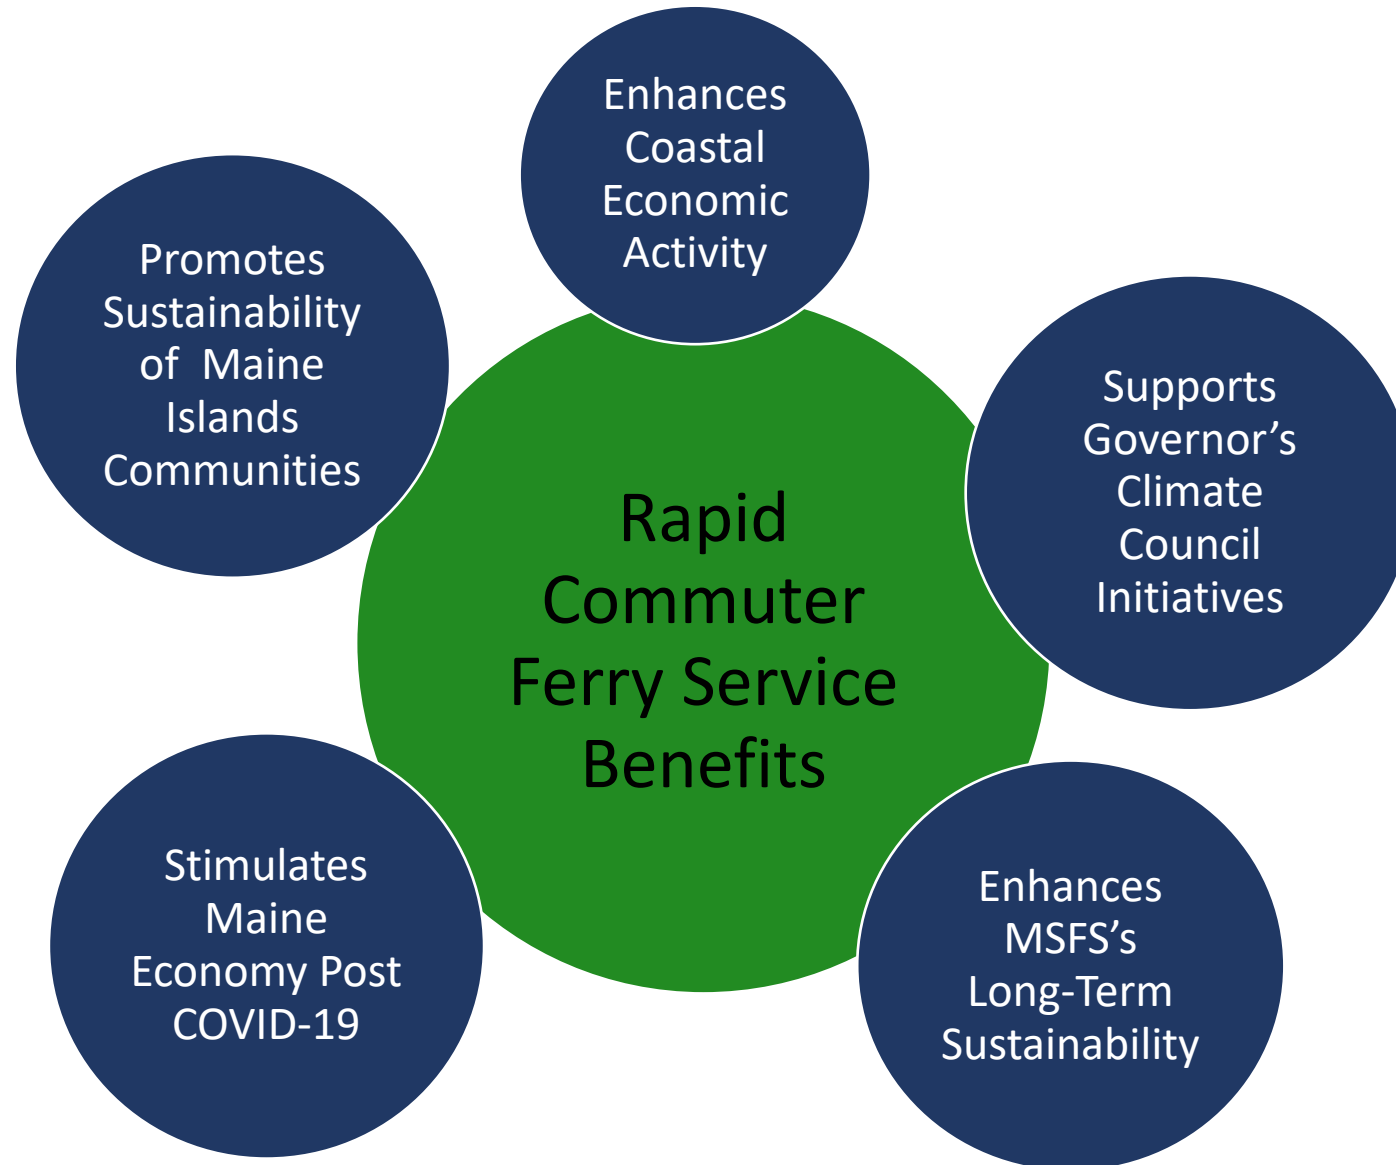 Enhances
Coastal
Economic
Activity
Promotes
Sustainability
of  Maine
Islands
Communities
Supports
Governor’s
Climate
Council
Initiatives
Rapid
Commuter
Ferry Service
Benefits
Stimulates
Maine
Economy Post
COVID-19
Enhances
MSFS’s
Long-Term
Sustainability